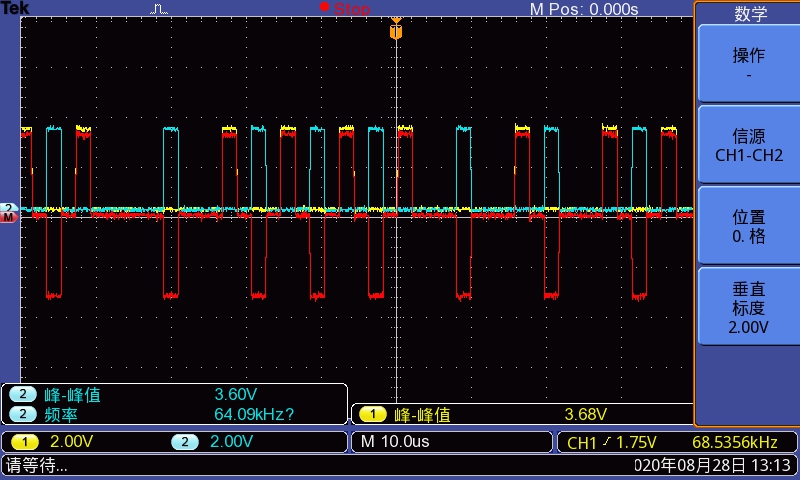 Tek Stop M Pos: 0.000s
数学
操作
-
信源
CH1-CH2
位置
0. 格
垂直
标度
2.00V
T
2
M
2 峰-峰值 3.60V
2 频率 64.09kHz?
1 峰-峰值 3.68V
1 2.00V 2 2.00V M 10.0us CH1 1.75V 68.5356kHz
请等待... 020年08月28日 13:13